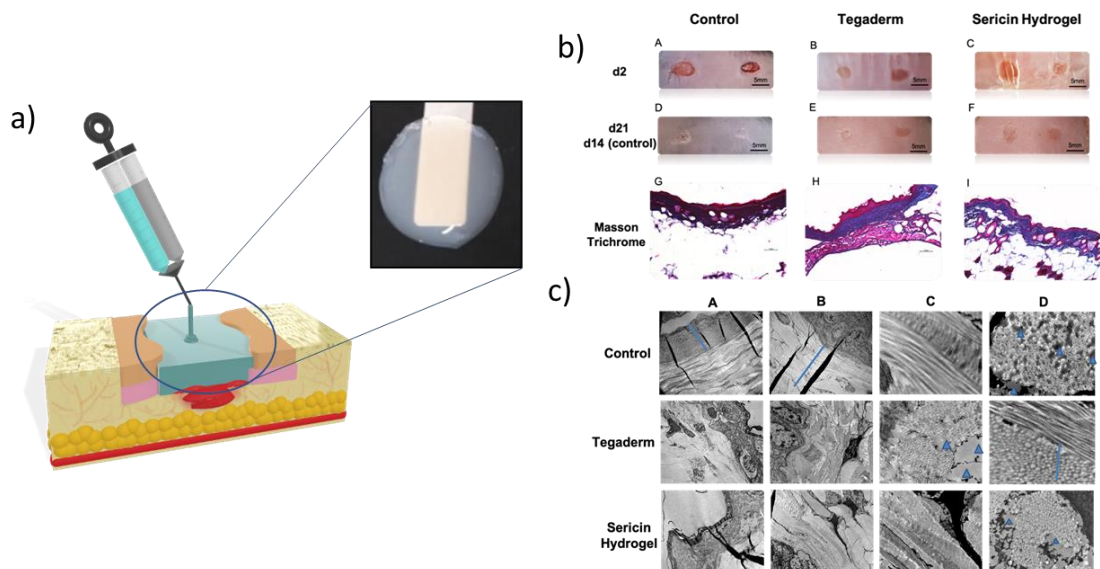 a)
b)
Control Tegaderm Sericin Hydrogel
A B C
d2
5mm 5mm 5mm
D E F
d21
d14 (control)
5mm 5mm 5mm
G H I
Masson
Trichrome
c)
A B C D
Control
Tegaderm
Sericin
Hydrogel